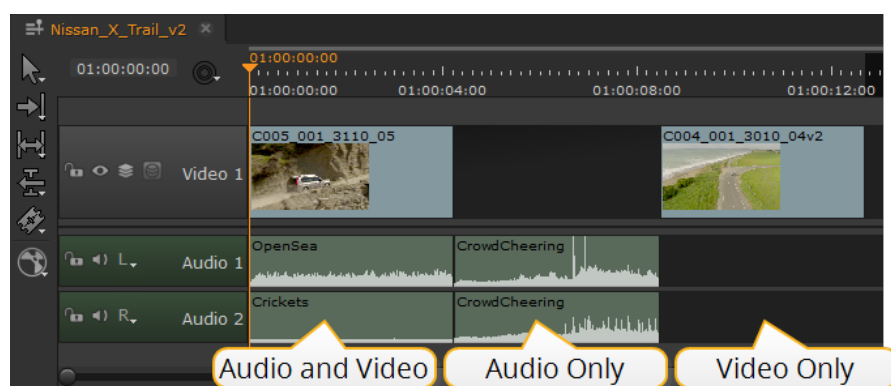 Nissan_X_Trail_v2
01:00:00:00
01:00:00:00
01:00:00:00 01:00:04:00 01:00:08:00 01:00:12:00
C005_001_3110_05 C004_001_3010_04v2
Video 1
OpenSea CrowdCheering
L Audio 1
Crickets CrowdCheering
R Audio 2
Audio and Video Audio Only Video Only